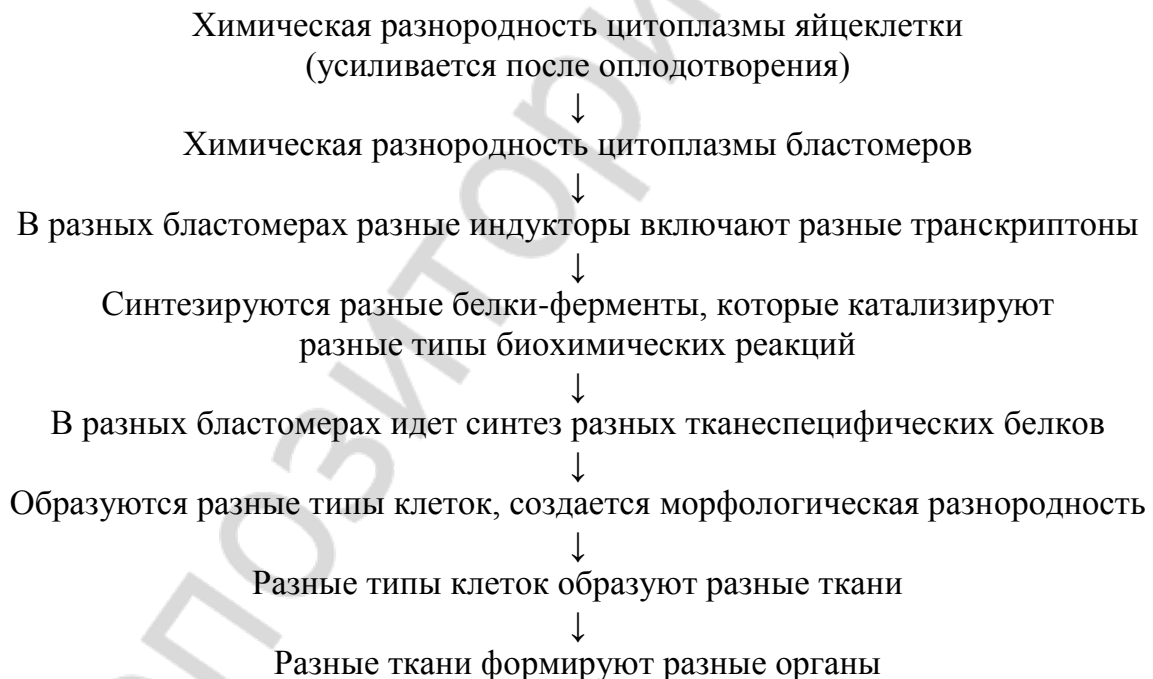 Химическая разнородность цитоплазмы яйцеклетки
(усиливается после оплодотворения)
↓
Химическая разнородность цитоплазмы бластомеров
↓
В разных бластомерах разные индукторы включают разные транскриптоны
↓
Синтезируются разные белки-ферменты, которые катализируют
разные типы биохимических реакций
↓
В разных бластомерах идет синтез разных тканеспецифических белков
↓
Образуются разные типы клеток, создается морфологическая разнородность
↓
Разные типы клеток образуют разные ткани
↓
Разные ткани формируют разные органы